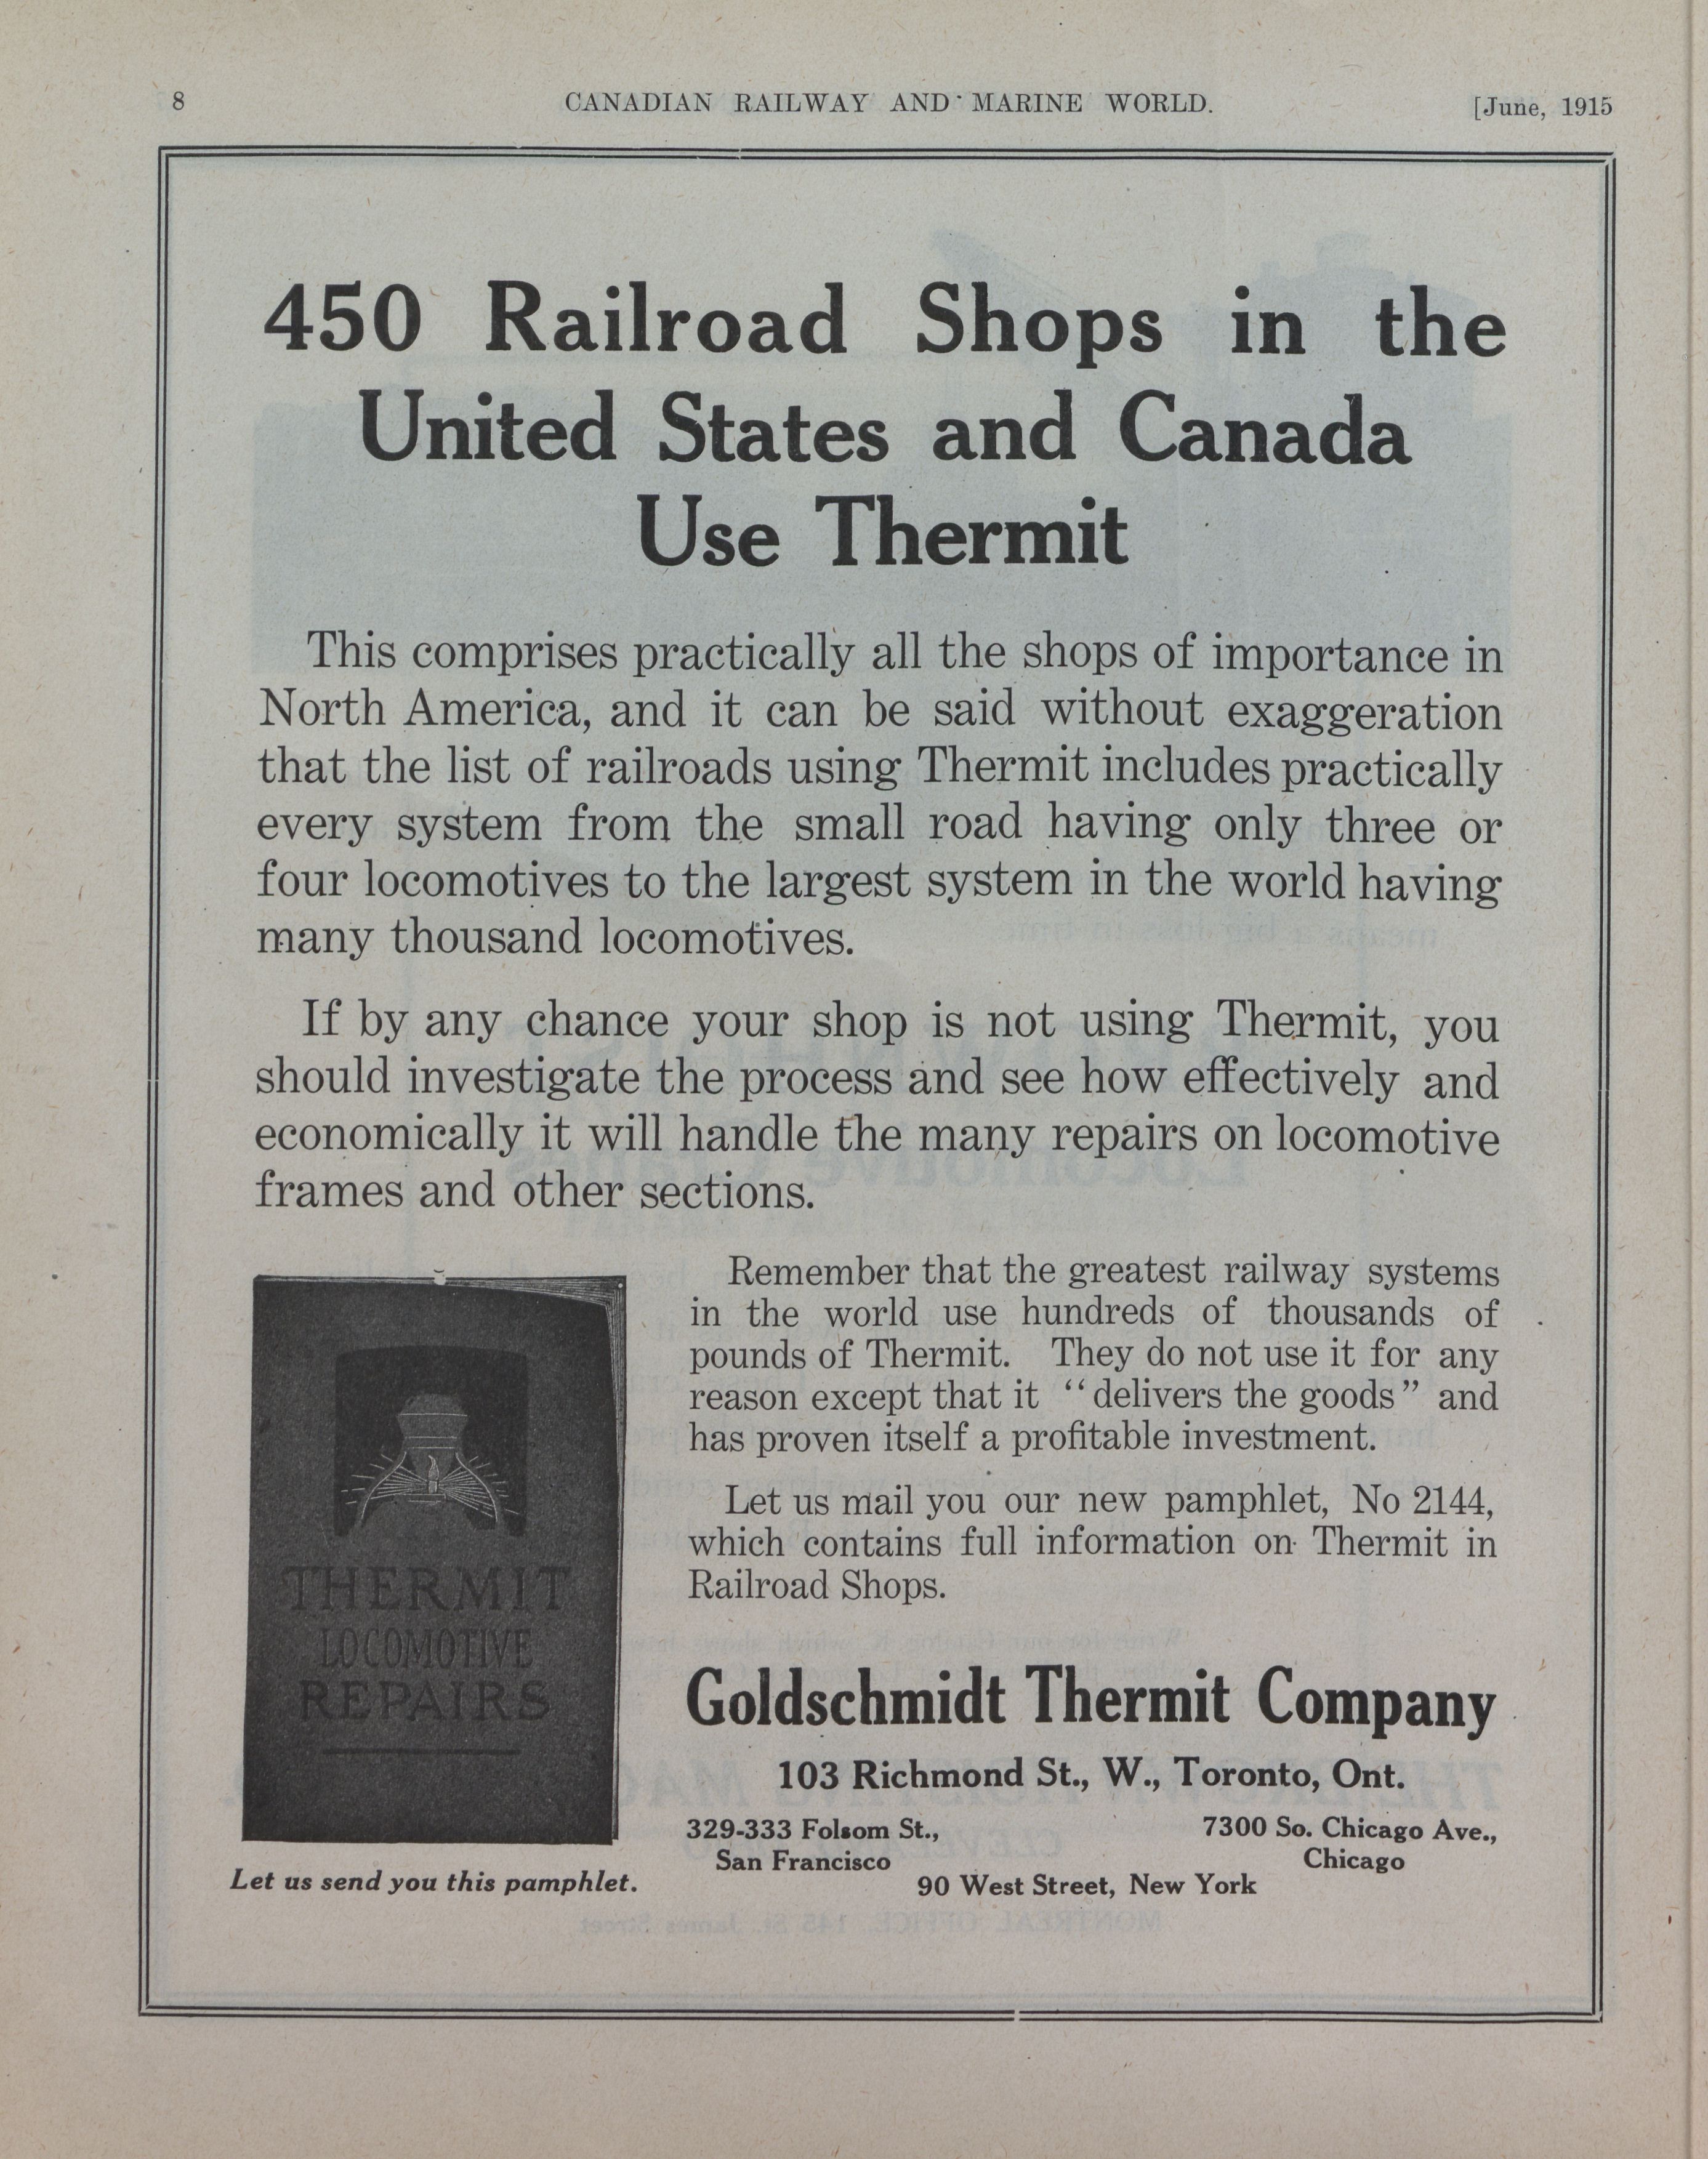 8
CANADIAN RAILWAY AND MARINE WORLD.
[June, 1915
450 Railroad Shops in the
United States and Canada
Use Thermit
This comprises practically all the shops of importance in
North America, and it can be said without exaggeration
that the list of railroads using Thermit includes practically
every system from the small road having only three or
four locomotives to the largest system in the world having
many thousand locomotives.
If by any chance your shop is not using Thermit, you
should investigate the process and see how effectively and
economically it will handle the many repairs on locomotive
frames and other sections.
THERMIT
LOCOMOTIVE
REPAIRS
Let us send you this pamphlet.
Remember that the greatest railway systems
in the world use hundreds of thousands of
pounds of Thermit. They do not use it for any
reason except that it “delivers the goods” and
has proven itself a profitable investment.
Let us mail you our new pamphlet, No 2144,
which contains full information on Thermit in
Railroad Shops.
Goldschmidt Thermit Company
103 Richmond St., W., Toronto, Ont.
329-333 Folsom St.,
San Francisco
7300 So. Chicago Ave.,
Chicago
90 West Street, New York